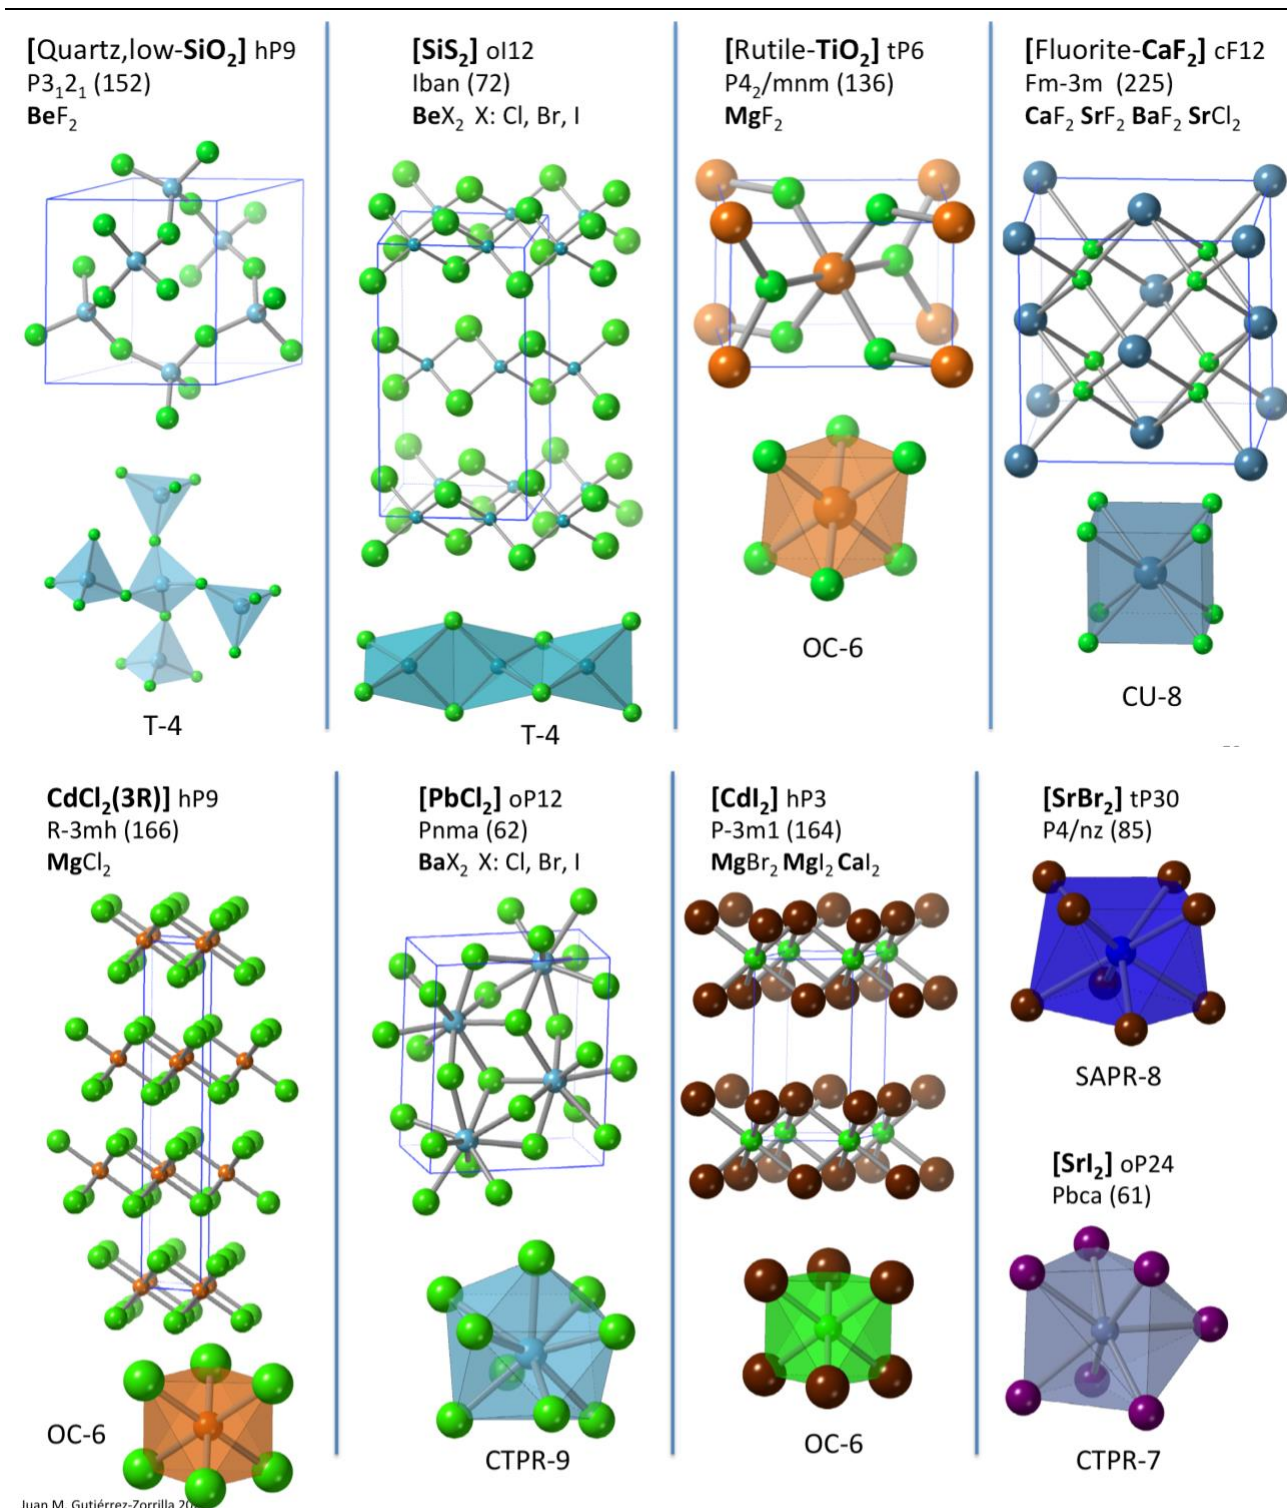 [Quartz,low-SiO₂] hP9
P3₁2₁ (152)
BeF₂
T-4
[SiS₂] oI12
Iban (72)
BeX₂ X: Cl, Br, I
T-4
[Rutile-TiO₂] tP6
P4₂/mnm (136)
MgF₂
OC-6
[Fluorite-CaF₂] cF12
Fm-3m (225)
CaF₂ SrF₂ BaF₂ SrCl₂
CU-8
CdCl₂(3R)] hP9
R-3mh (166)
MgCl₂
OC-6
[PbCl₂] oP12
Pnma (62)
BaX₂ X: Cl, Br, I
CTPR-9
[CdI₂] hP3
P-3m1 (164)
MgBr₂ MgI₂ CaI₂
OC-6
[SrBr₂] tP30
P4/nz (85)
SAPR-8
[SrI₂] oP24
Pbca (61)
CTPR-7
Juan M. Gutiérrez-Zorrilla